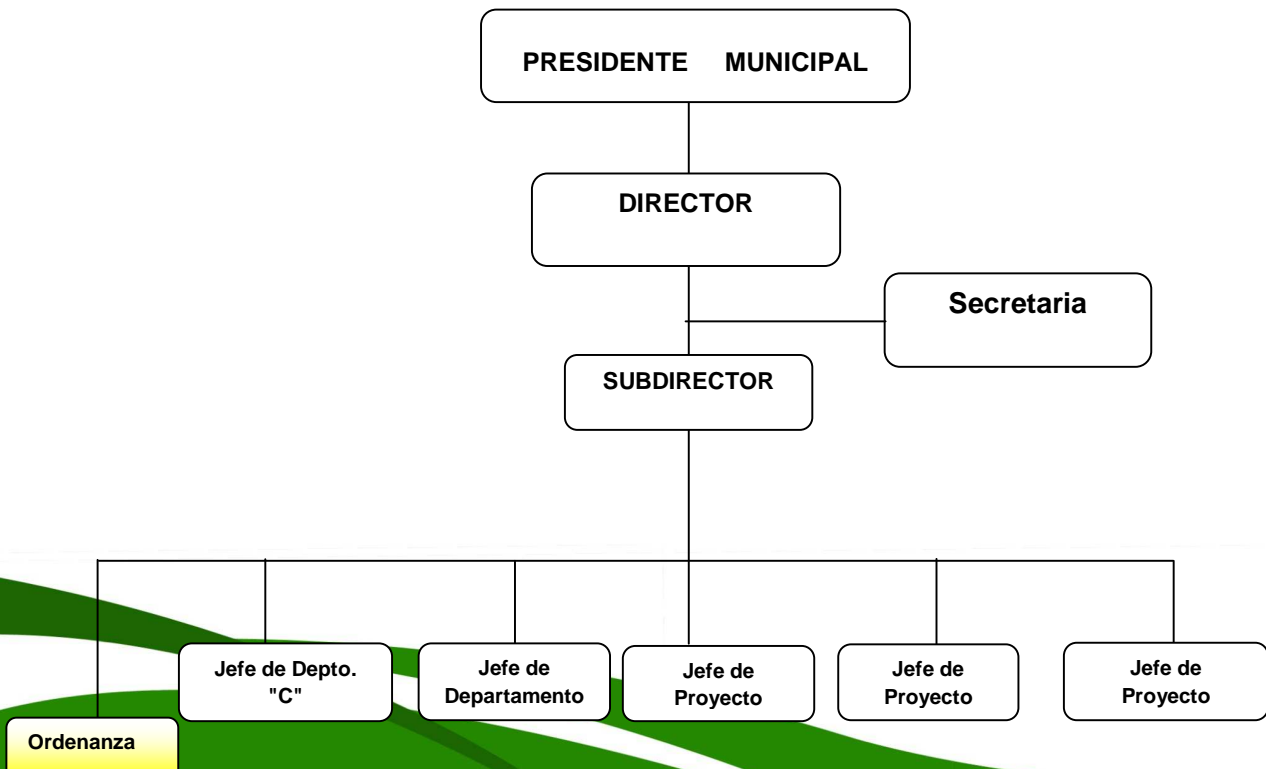 PRESIDENTE MUNICIPAL
DIRECTOR
Secretaria
SUBDIRECTOR
Jefe de Depto.
"C"
Jefe de
Departamento
Jefe de
Proyecto
Jefe de
Proyecto
Jefe de
Proyecto
Ordenanza